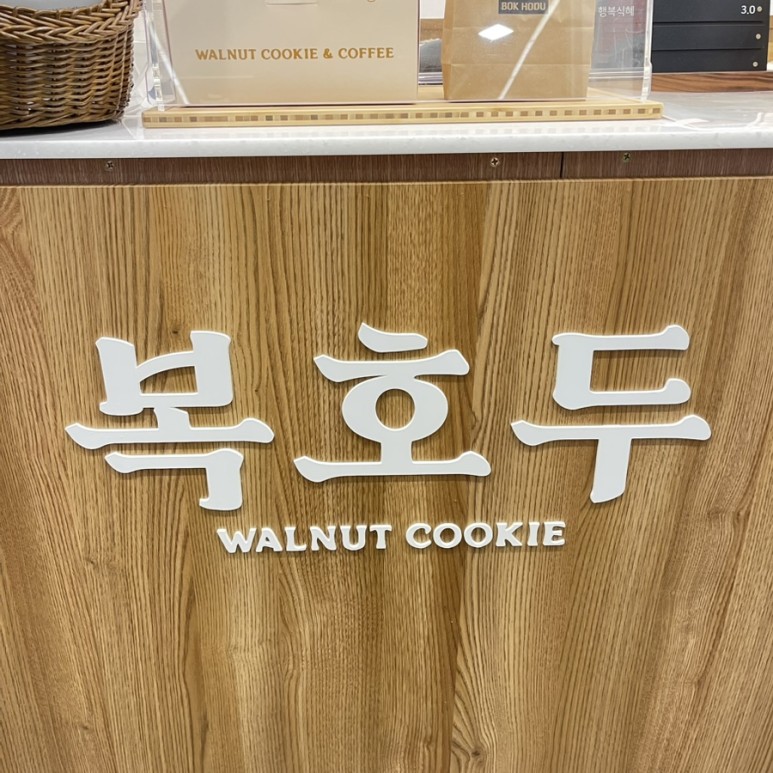 WALNUT COOKIE & COFFEE
BOK HODU
행복식혜
3.0
복호두
WALNUT COOKIE